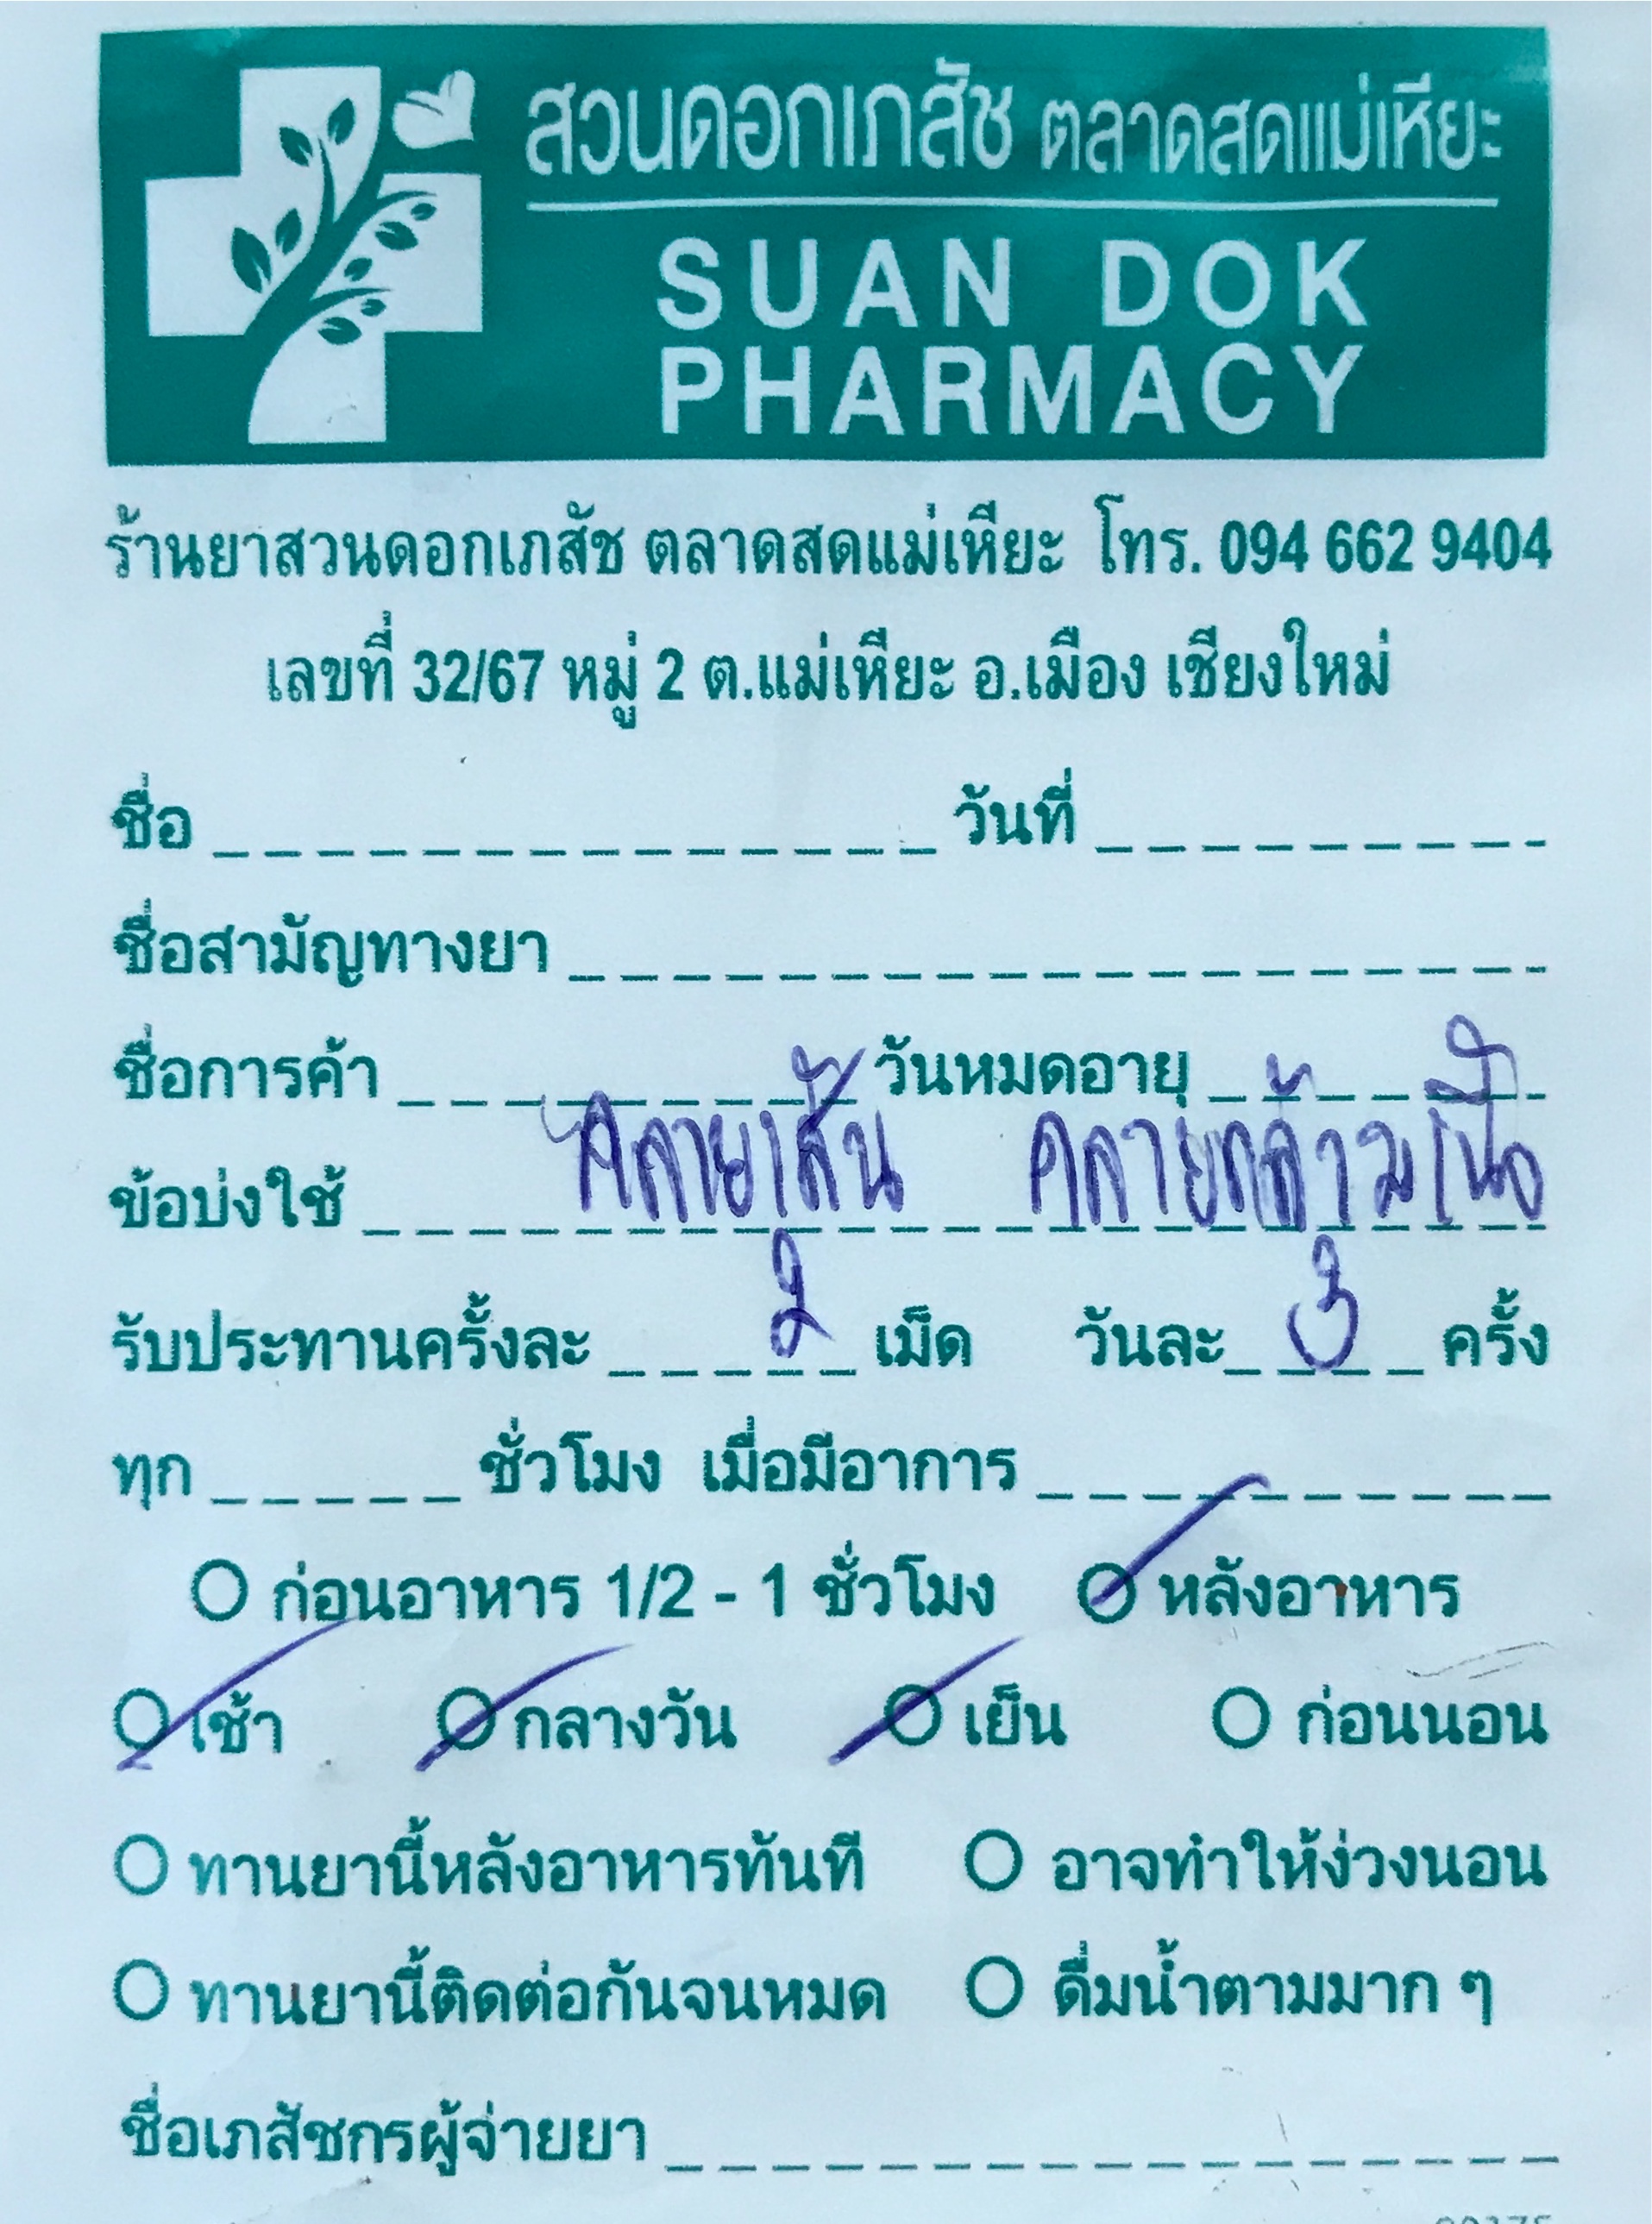 สวนดอกเภสัช ตลาดสดแม่เหียะ
SUAN DOK
PHARMACY
ร้านยาสวนดอกเภสัช ตลาดสดแม่เหียะ โทร. 094 662 9404
เลขที่ 32/67 หมู่ 2 ต.แม่เหียะ อ.เมือง เชียงใหม่
ชื่อ _ _ _ _ _ _ _ _ _ _ _ _ _ _ วันที่ _ _ _ _ _ _ _ _ _
ชื่อสามัญทางยา _ _ _ _ _ _ _ _ _ _ _ _ _ _ _ _ _ _ _
ชื่อการค้า _ _ _ _ _ _ _ _ _ วันหมดอายุ _ _ _ _ _ _ _
ข้อบ่งใช้ คลายเส้น คลายกล้ามเนื้อ
รับประทานครั้งละ 2 เม็ด วันละ 3 ครั้ง
ทุก _ _ _ _ _ ชั่วโมง เมื่อมีอาการ _ _ _ _ _ _ _ _ _ _
ก่อนอาหาร 1/2 - 1 ชั่วโมง หลังอาหาร
เช้า กลางวัน เย็น ก่อนนอน
ทานยานี้หลังอาหารทันที อาจทำให้ง่วงนอน
ทานยานี้ติดต่อกันจนหมด ดื่มน้ำตามมาก ๆ
ชื่อเภสัชกรผู้จ่ายยา _ _ _ _ _ _ _ _ _ _ _ _ _ _ _ _ _